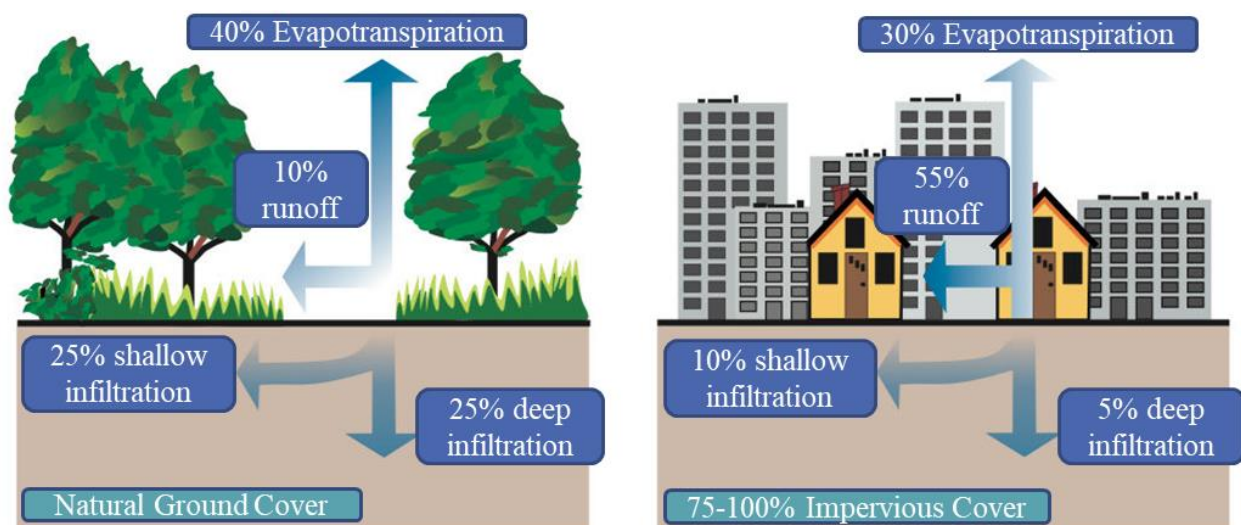 40% Evapotranspiration
10%
runoff
25% shallow
infiltration
25% deep
infiltration
Natural Ground Cover
30% Evapotranspiration
55%
runoff
10% shallow
infiltration
5% deep
infiltration
75-100% Impervious Cover